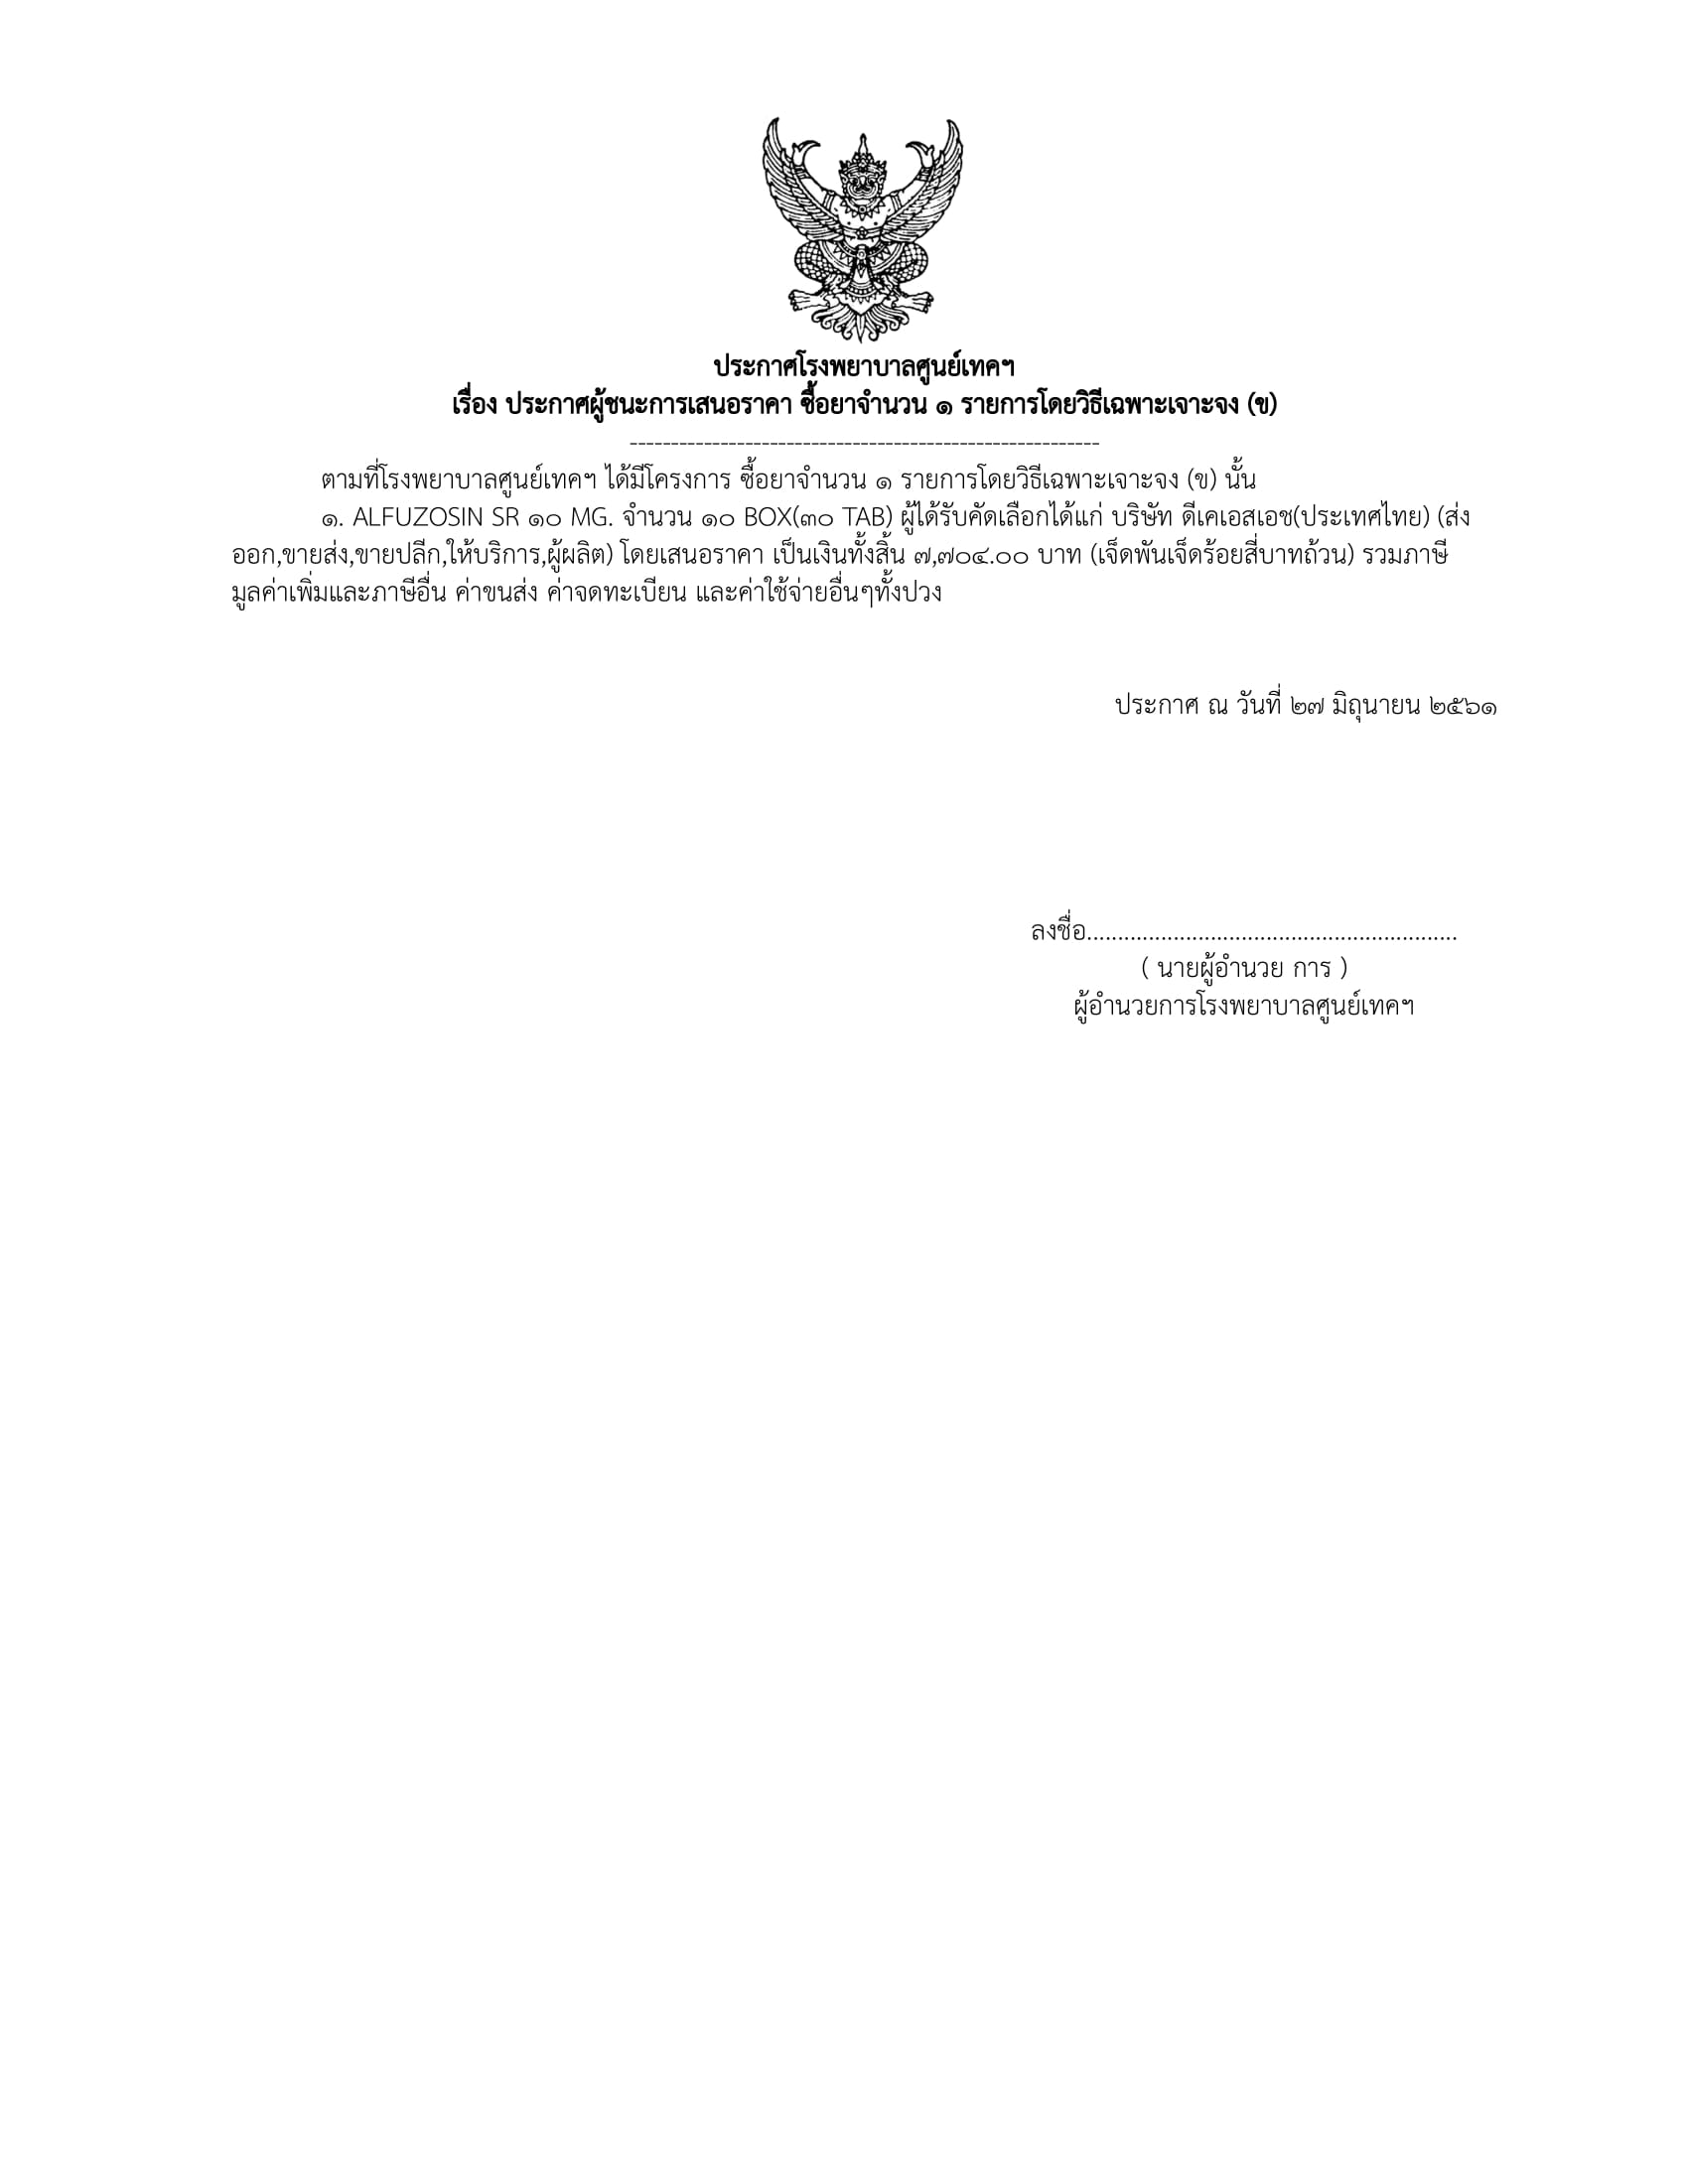 ประกาศโรงพยาบาลศูนย์เทคฯ
เรื่อง ประกาศผู้ชนะการเสนอราคา ซื้อยาจำนวน ๑ รายการโดยวิธีเฉพาะเจาะจง (ข)
---------------------------------------------------------
ตามที่โรงพยาบาลศูนย์เทคฯ ได้มีโครงการ ซื้อยาจำนวน ๑ รายการโดยวิธีเฉพาะเจาะจง (ข) นั้น
๑. ALFUZOSIN SR ๑๐ MG. จำนวน ๑๐ BOX(๓๐ TAB) ผู้ได้รับคัดเลือกได้แก่ บริษัท ดีเคเอสเอช(ประเทศไทย) (ส่ง
ออก,ขายส่ง,ขายปลีก,ให้บริการ,ผู้ผลิต) โดยเสนอราคา เป็นเงินทั้งสิ้น ๗,๗๐๔.๐๐ บาท (เจ็ดพันเจ็ดร้อยสี่บาทถ้วน) รวมภาษี
มูลค่าเพิ่มและภาษีอื่น ค่าขนส่ง ค่าจดทะเบียน และค่าใช้จ่ายอื่นๆทั้งปวง
ประกาศ ณ วันที่ ๒๗ มิถุนายน ๒๕๖๑
ลงชื่อ............................................................
( นายผู้อำนวย การ )
ผู้อำนวยการโรงพยาบาลศูนย์เทคฯ